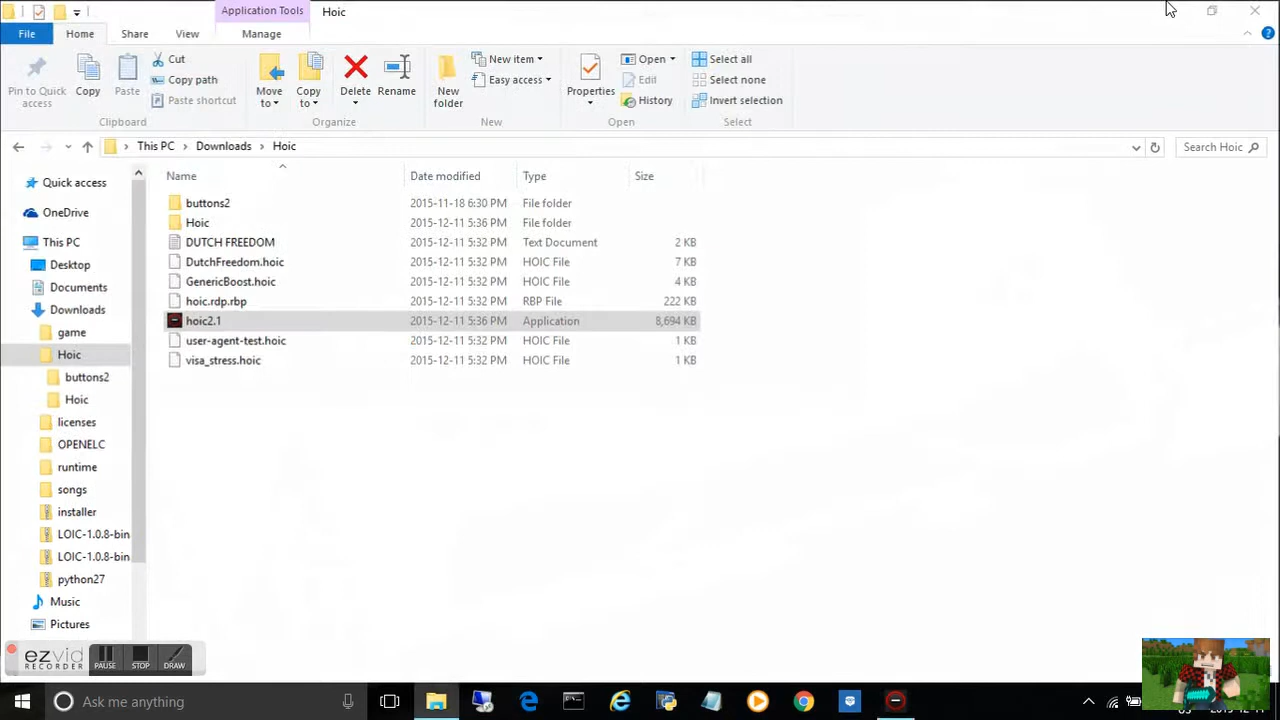 Application Tools
Hoic
File
Home
Share
View
Manage
Pin to Quick access
Copy
Paste
Cut
Copy path
Paste shortcut
Clipboard
Move to
Copy to
Delete
Rename
Organize
New folder
New item
Easy access
New
Properties
Open
Edit
History
Open
Select all
Select none
Invert selection
Select
This PC
Downloads
Hoic
Search Hoic
Name
Date modified
Type
Size
buttons2 2015-11-18 6:30 PM File folder
Hoic 2015-12-11 5:36 PM File folder
DUTCH FREEDOM 2015-12-11 5:32 PM Text Document 2 KB
DutchFreedom.hoic 2015-12-11 5:32 PM HOIC File 7 KB
GenericBoost.hoic 2015-12-11 5:32 PM HOIC File 4 KB
hoic.rdp.rbp 2015-12-11 5:32 PM RBP File 222 KB
hoic2.1 2015-12-11 5:36 PM Application 8,694 KB
user-agent-test.hoic 2015-12-11 5:32 PM HOIC File 1 KB
visa_stress.hoic 2015-12-11 5:32 PM HOIC File 1 KB
Quick access
OneDrive
This PC
Desktop
Documents
Downloads
game
Hoic
buttons2
Hoic
licenses
OPENELC
runtime
songs
installer
LOIC-1.0.8-bin
LOIC-1.0.8-bin
python27
Music
Pictures
ezvid
RECORDER
PAUSE
STOP
DRAW
Ask me anything